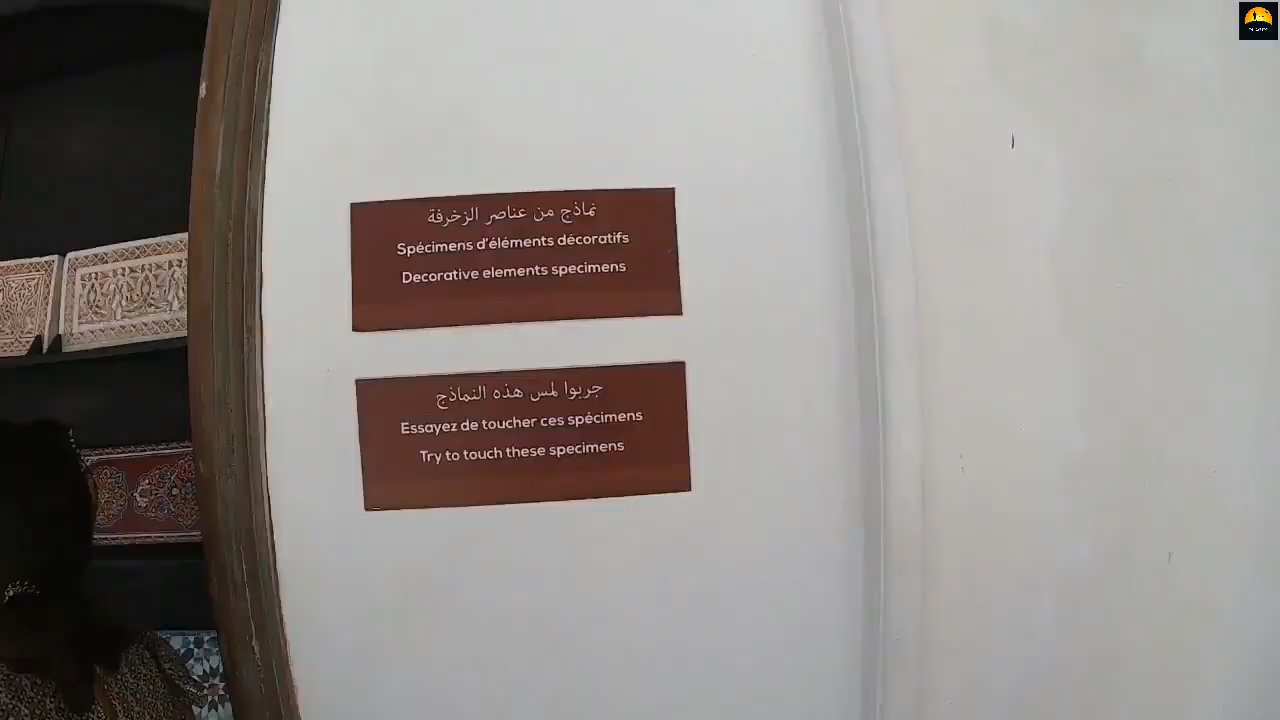 نماذج من عناصر الزخرفة
Spécimens d'éléments décoratifs
Decorative elements specimens
جربوا لمس هذه النماذج
Essayez de toucher ces spécimens
Try to touch these specimens